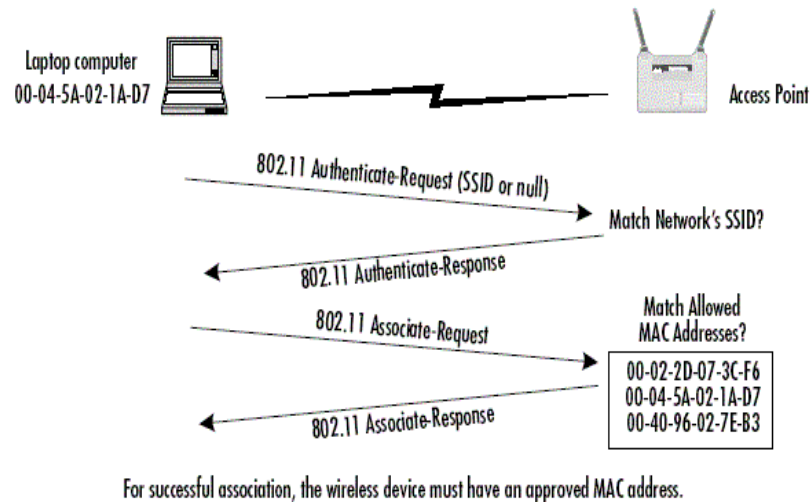 Laptop computer
00-04-5A-02-1A-D7
Access Point
802.11 Authenticate-Request (SSID or null)
Match Network's SSID?
802.11 Authenticate-Response
802.11 Associate-Request
Match Allowed
MAC Addresses?
00-02-2D-07-3C-F6
00-04-5A-02-1A-D7
00-40-96-02-7E-B3
802.11 Associate-Response
For successful association, the wireless device must have an approved MAC address.